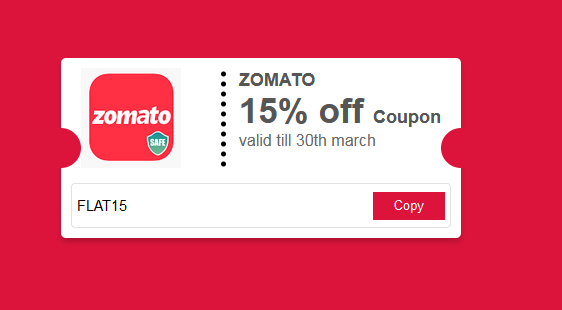 zomato
SAFE
ZOMATO
15% off Coupon
valid till 30th march
FLAT15
Copy